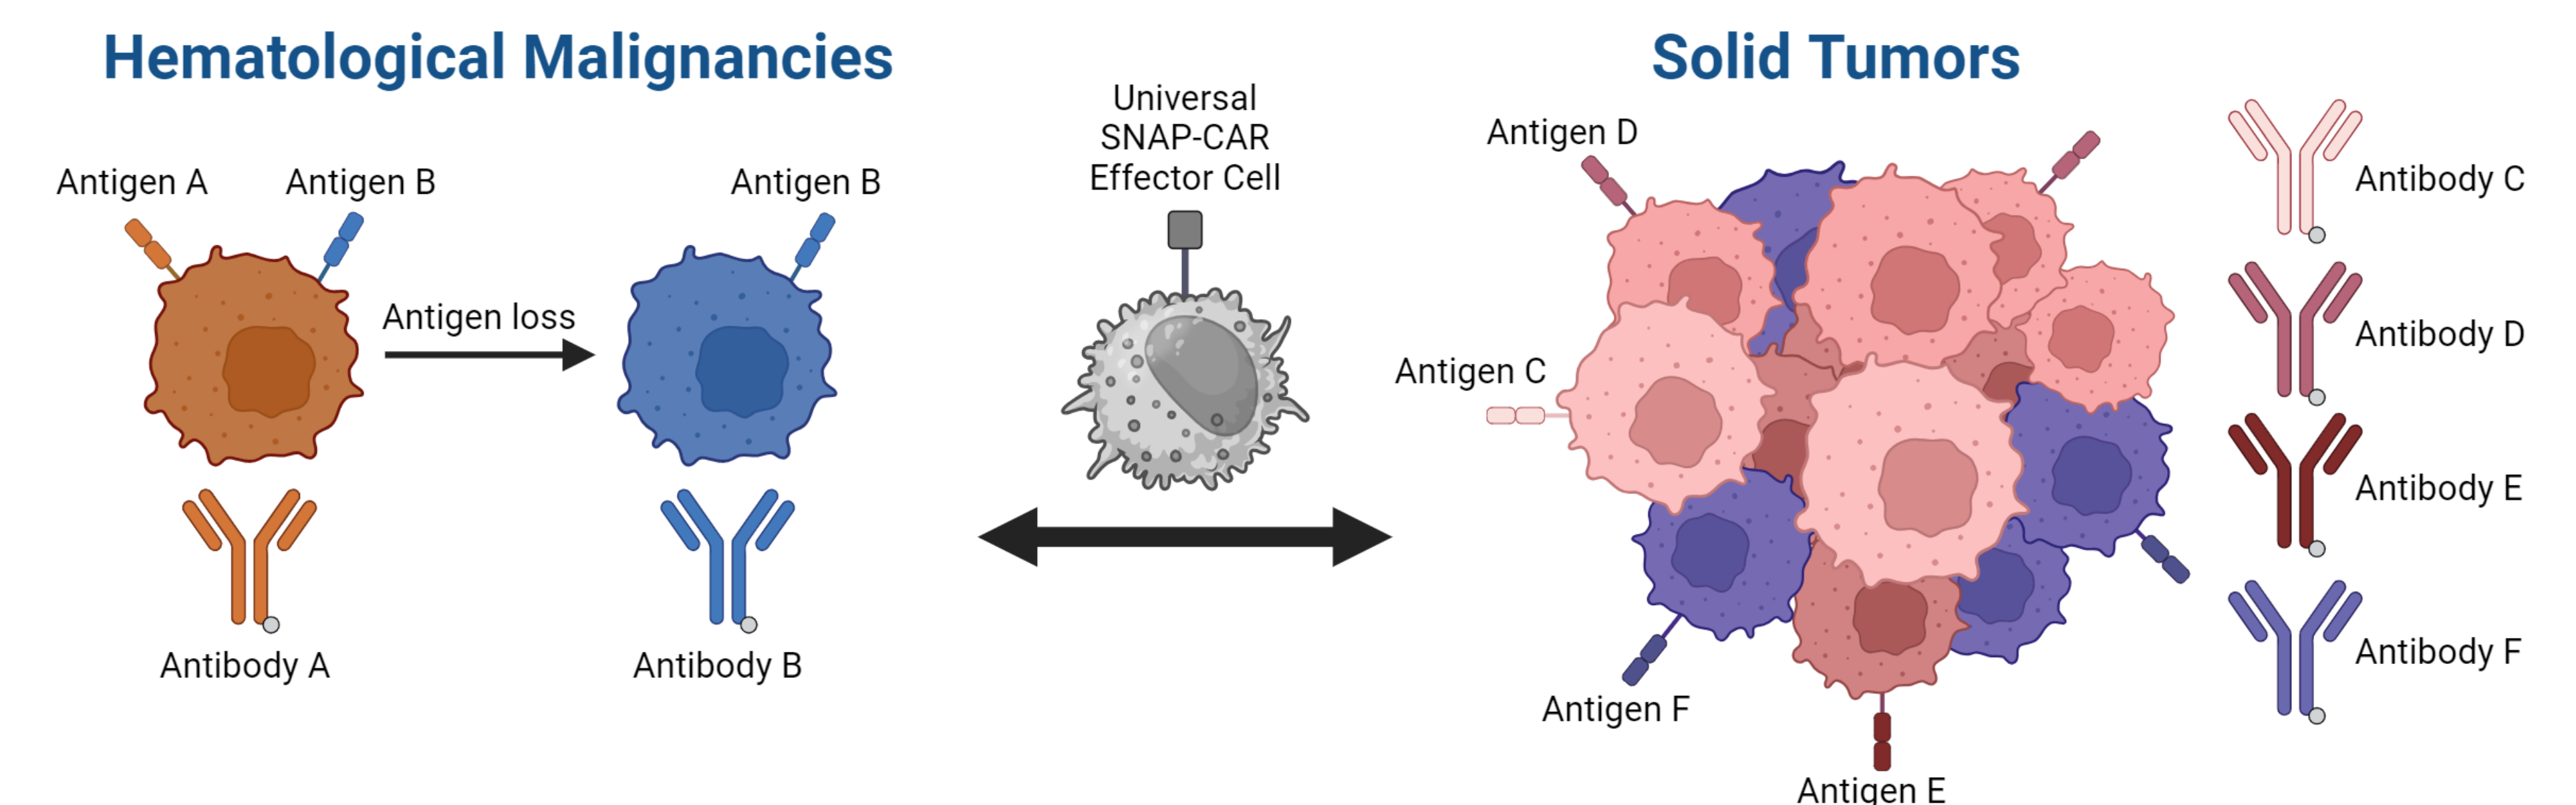 Hematological Malignancies
Antigen A
Antigen B
Antigen loss
Antigen B
Antibody A
Antibody B
Universal
SNAP-CAR
Effector Cell
Solid Tumors
Antigen D
Antigen C
Antigen F
Antigen E
Antibody C
Antibody D
Antibody E
Antibody F